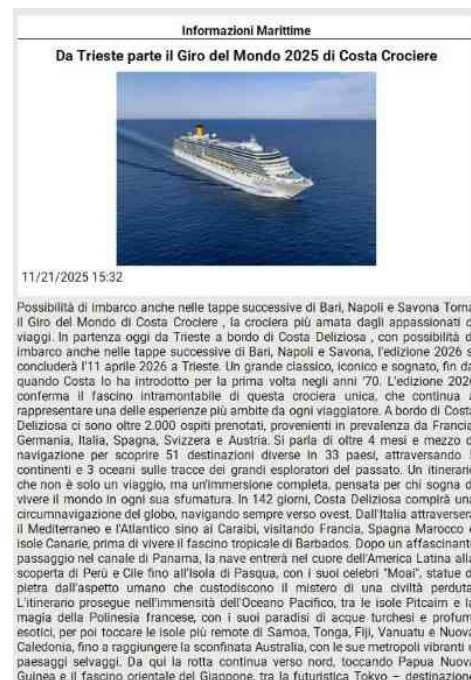 Informazioni Marittime
Da Trieste parte il Giro del Mondo 2025 di Costa Crociere
11/21/2025 15:32
Possibilità di imbarco anche nelle tappe successive di Bari, Napoli e Savona Torna
il Giro del Mondo di Costa Crociere , la crociera più amata dagli appassionati d
viaggi. In partenza oggi da Trieste a bordo di Costa Deliziosa , con possibilità d
imbarco anche nelle tappe successive di Bari, Napoli e Savona, l'edizione 2026 s
concluderà l'11 aprile 2026 a Trieste. Un grande classico, iconico e sognato, fin da
quando Costa lo ha introdotto per la prima volta negli anni '70. L'edizione 202
conferma il fascino intramontabile di questa crociera unica, che continua a
rappresentare una delle esperienze più ambite da ogni viaggiatore. A bordo di Costa
Deliziosa ci sono oltre 2.000 ospiti prenotati, provenienti in prevalenza da Francia
Germania, Italia, Spagna, Svizzera e Austria. Si parla di oltre 4 mesi e mezzo d
navigazione per scoprire 51 destinazioni diverse in 33 paesi, attraversando
continenti e 3 oceani sulle tracce dei grandi esploratori del passato. Un itinerario
che non è solo un viaggio, ma un'immersione completa, pensata per chi sogna d
vivere il mondo in ogni sua sfumatura. In 142 giorni, Costa Deliziosa compirà una
circumnavigazione del globo, navigando sempre verso ovest. Dall'Italia attraverserà
il Mediterraneo e l'Atlantico sino ai Caraibi, visitando Francia, Spagna Marocco e
isole Canarie, prima di vivere il fascino tropicale di Barbados. Dopo un affascinante
passaggio nel canale di Panama, la nave entrerà nel cuore dell'America Latina alla
scoperta di Perù e Cile fino all'Isola di Pasqua, con i suoi celebri "Moai", statue d
pietra dall'aspetto umano che custodiscono il mistero di una civiltà perduta.
L'itinerario prosegue nell'immensità dell'Oceano Pacifico, tra le isole Pitcairn e la
magia della Polinesia francese, con i suoi paradisi di acque turchesi e profumi
esotici, per poi toccare le isole più remote di Samoa, Tonga, Fiji, Vanuatu e Nuova
Caledonia, fino a raggiungere la sconfinata Australia, con le sue metropoli vibranti e
paesaggi selvaggi. Da qui la rotta continua verso nord, toccando Papua Nuova
Guinea e il fascino orientale del Giappone, tra la futuristica Tokyo – destinazione